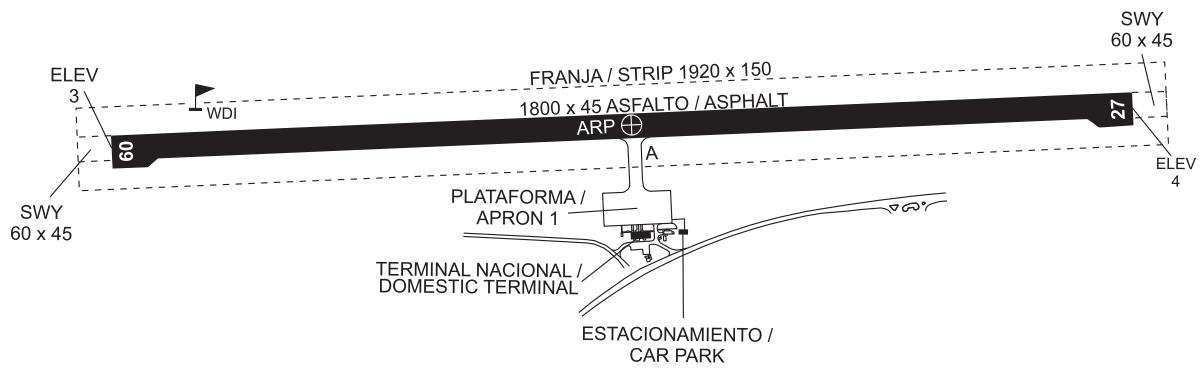 SWY
60 x 45
ELEV
3
FRANJA / STRIP 1920 x 150
WDI
1800 x 45 ASFALTO / ASPHALT
ARP
09
27
A
ELEV
4
SWY
60 x 45
PLATAFORMA /
APRON 1
TERMINAL NACIONAL /
DOMESTIC TERMINAL
ESTACIONAMIENTO /
CAR PARK